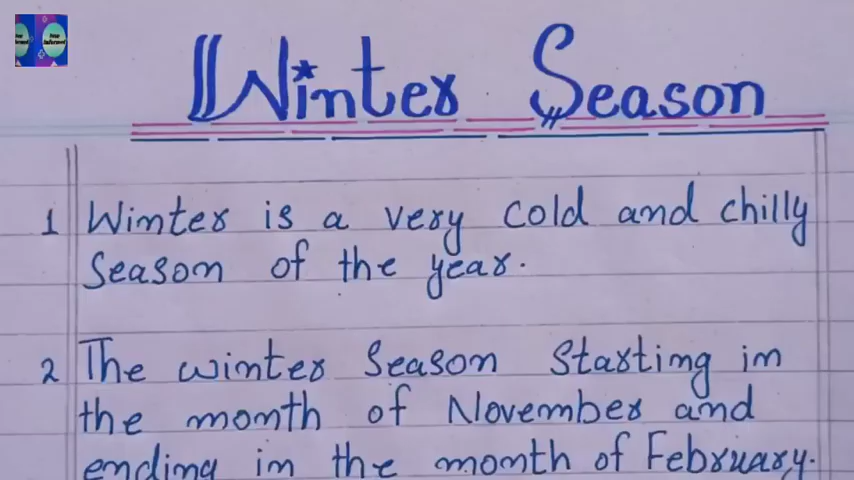 Winter Season
1 Winter is a very cold and chilly
Season of the year.
2 The winter Season Starting in
the month of November and
ending in the month of February.